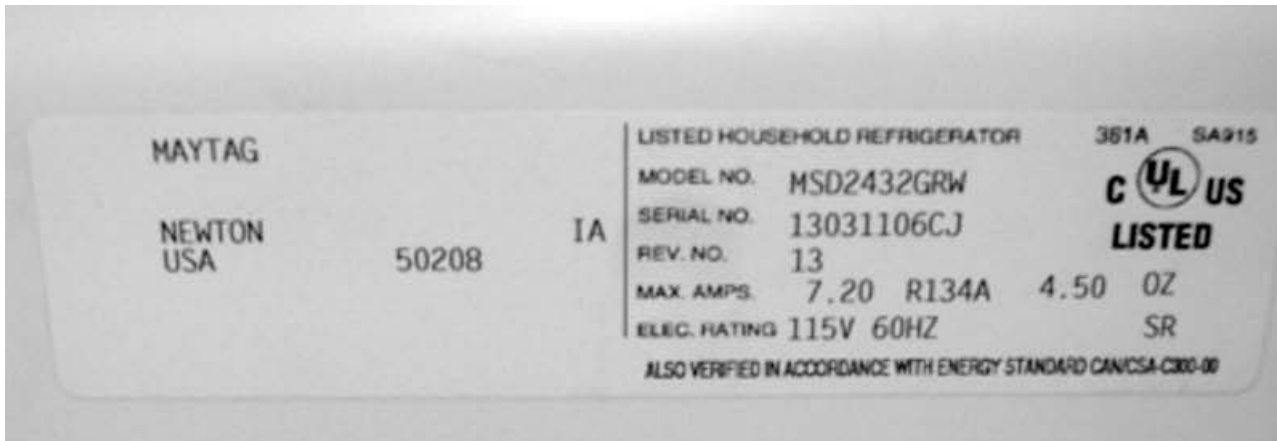 MAYTAG
NEWTON IA
USA 50208
LISTED HOUSEHOLD REFRIGERATOR 361A SA915
MODEL NO. MSD2432GRW
SERIAL NO. 13031106CJ
REV. NO. 13
MAX. AMPS. 7.20 R134A 4.50 OZ
ELEC. RATING 115V 60HZ SR
C UL US
LISTED
ALSO VERIFIED IN ACCORDANCE WITH ENERGY STANDARD CAN/CSA-C300-00